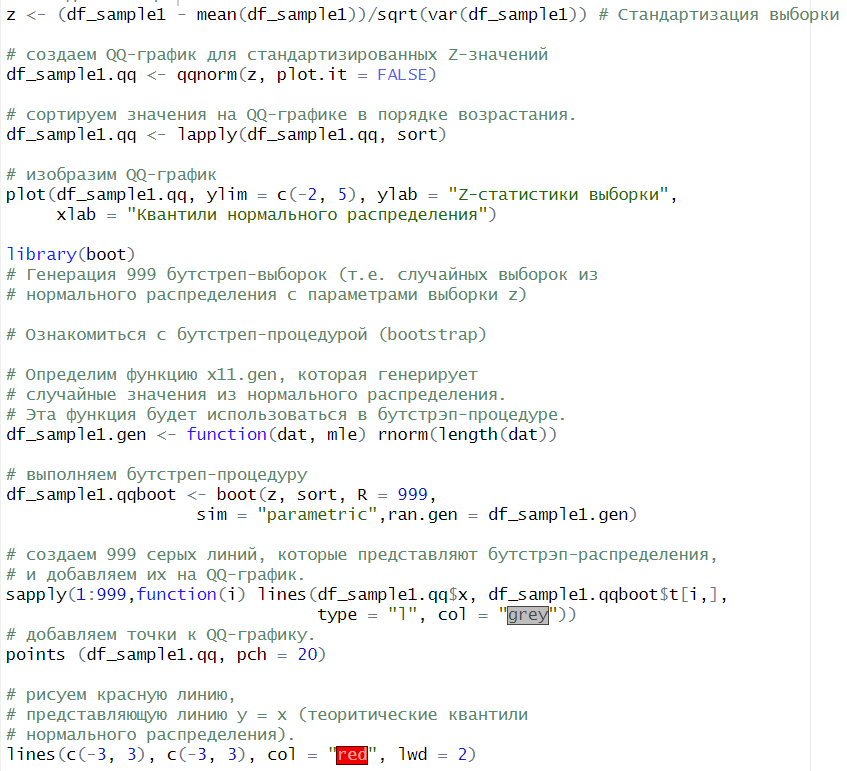 z <- (df_sample1 - mean(df_sample1))/sqrt(var(df_sample1)) # Стандартизация выборки
# создаем QQ-график для стандартизированных Z-значений
df_sample1.qq <- qqnorm(z, plot.it = FALSE)
# сортируем значения на QQ-графике в порядке возрастания.
df_sample1.qq <- lapply(df_sample1.qq, sort)
# изобразим QQ-график
plot(df_sample1.qq, ylim = c(-2, 5), ylab = "Z-статистики выборки",
xlab = "Квантили нормального распределения")
library(boot)
# Генерация 999 бутстреп-выборок (т.е. случайных выборок из
# нормального распределения с параметрами выборки z)
# Ознакомиться с бутстреп-процедурой (bootstrap)
# Определим функцию x11.gen, которая генерирует
# случайные значения из нормального распределения.
# Эта функция будет использоваться в бутстрэп-процедуре.
df_sample1.gen <- function(dat, mle) rnorm(length(dat))
# выполняем бутстреп-процедуру
df_sample1.qqboot <- boot(z, sort, R = 999,
sim = "parametric",ran.gen = df_sample1.gen)
# создаем 999 серых линий, которые представляют бутстрэп-распределения,
# и добавляем их на QQ-график.
sapply(1:999,function(i) lines(df_sample1.qq$x, df_sample1.qqboot$t[i,],
type = "l", col = "grey"))
# добавляем точки к QQ-графику.
points (df_sample1.qq, pch = 20)
# рисуем красную линию,
# представляющую линию y = x (теоритические квантили
# нормального распределения).
lines(c(-3, 3), c(-3, 3), col = "red", lwd = 2)